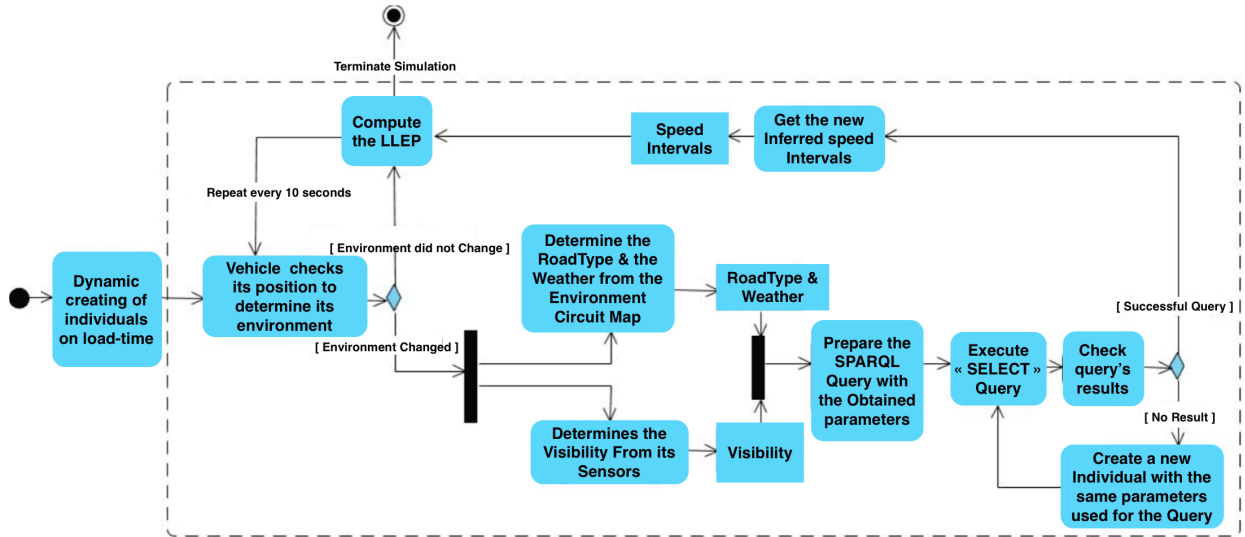 Terminate Simulation
Compute
the LLEP
Speed
Intervals
Get the new
Inferred speed
Intervals
Repeat every 10 seconds
[ Environment did not Change ]
Dynamic
creating of
individuals
on load-time
Vehicle checks
its position to
determine its
environment
[ Environment Changed ]
Determine the
RoadType & the
Weather from the
Environment
Circuit Map
RoadType &
Weather
Determines the
Visibility From its
Sensors
Visibility
Prepare the
SPARQL
Query with
the Obtained
parameters
Execute
« SELECT »
Query
Check
query's
results
[ Successful Query ]
[ No Result ]
Create a new
Individual with the
same parameters
used for the Query